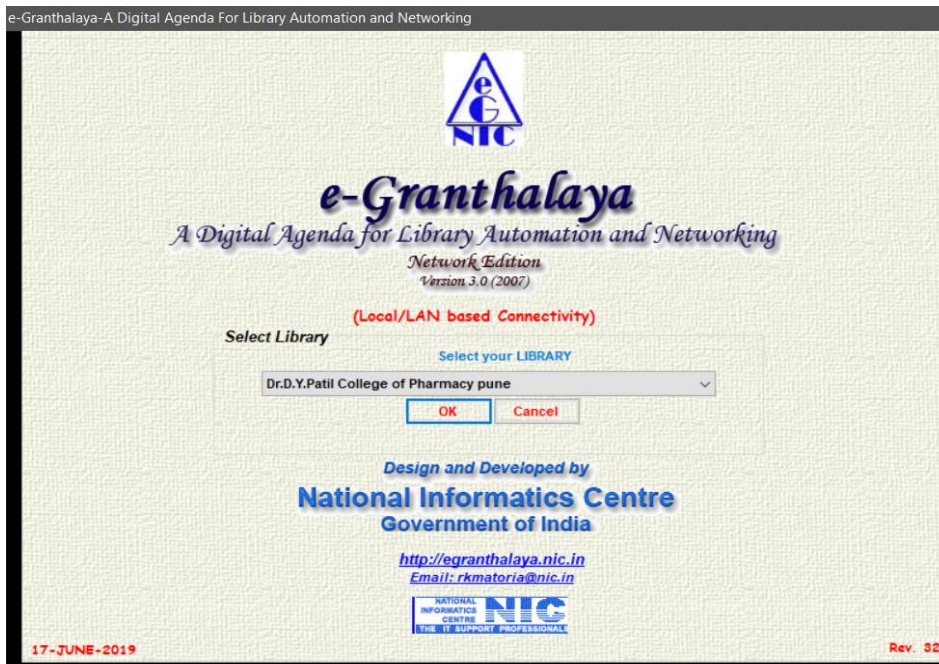 e-Granthalaya-A Digital Agenda For Library Automation and Networking
e
G
NIC
e-Granthalaya
A Digital Agenda for Library Automation and Networking
Network Edition
Version 3.0 (2007)
(Local/LAN based Connectivity)
Select Library
Select your LIBRARY
Dr.D.Y.Patil College of Pharmacy pune
OK Cancel
Design and Developed by
National Informatics Centre
Government of India
http://egranthalaya.nic.in
Email: rkmatoria@nic.in
NATIONAL
INFORMATICS
CENTRE
NIC
THE IT SUPPORT PROFESSIONALS
17-JUNE-2019 Rev. 32